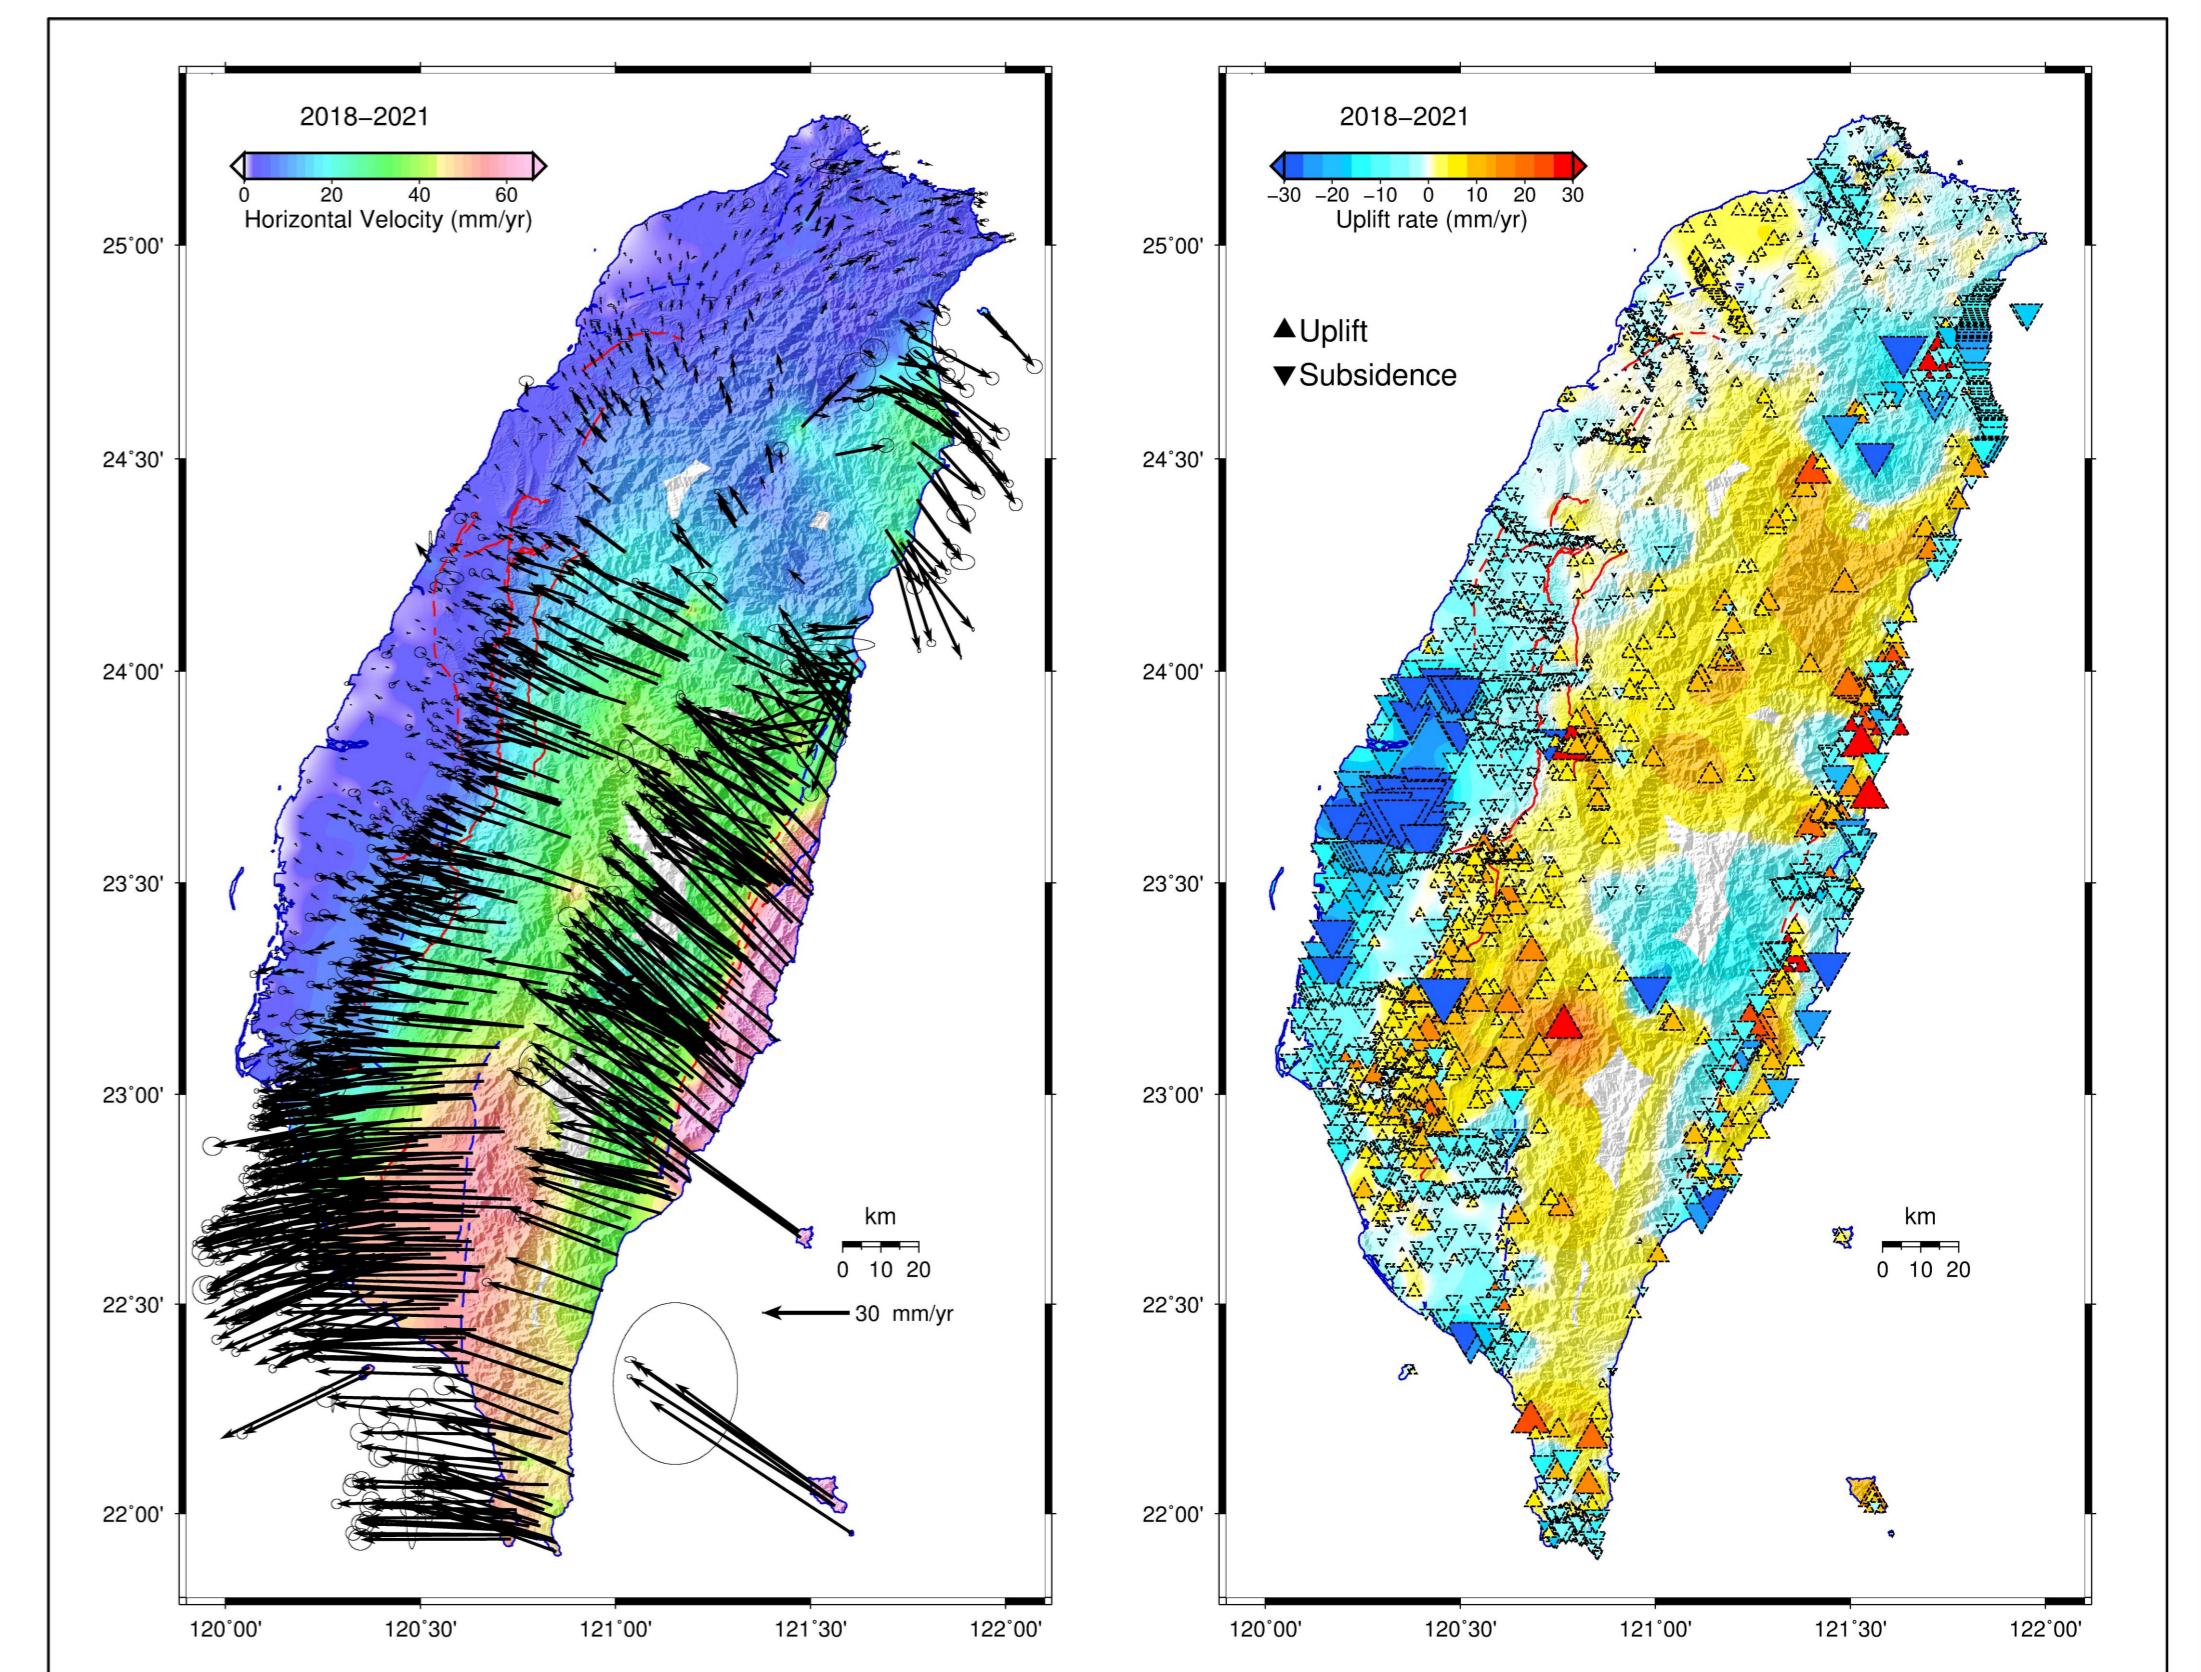 2018−2021
0 20 40 60
Horizontal Velocity (mm/yr)
25˚00'
24˚30'
24˚00'
23˚30'
23˚00'
22˚30'
22˚00'
km
0 10 20
30 mm/yr
120˚00' 120˚30' 121˚00' 121˚30' 122˚00'
2018−2021
−30 −20 −10 0 10 20 30
Uplift rate (mm/yr)
Uplift
Subsidence
25˚00'
24˚30'
24˚00'
23˚30'
23˚00'
22˚30'
22˚00'
km
0 10 20
120˚00' 120˚30' 121˚00' 121˚30' 122˚00'